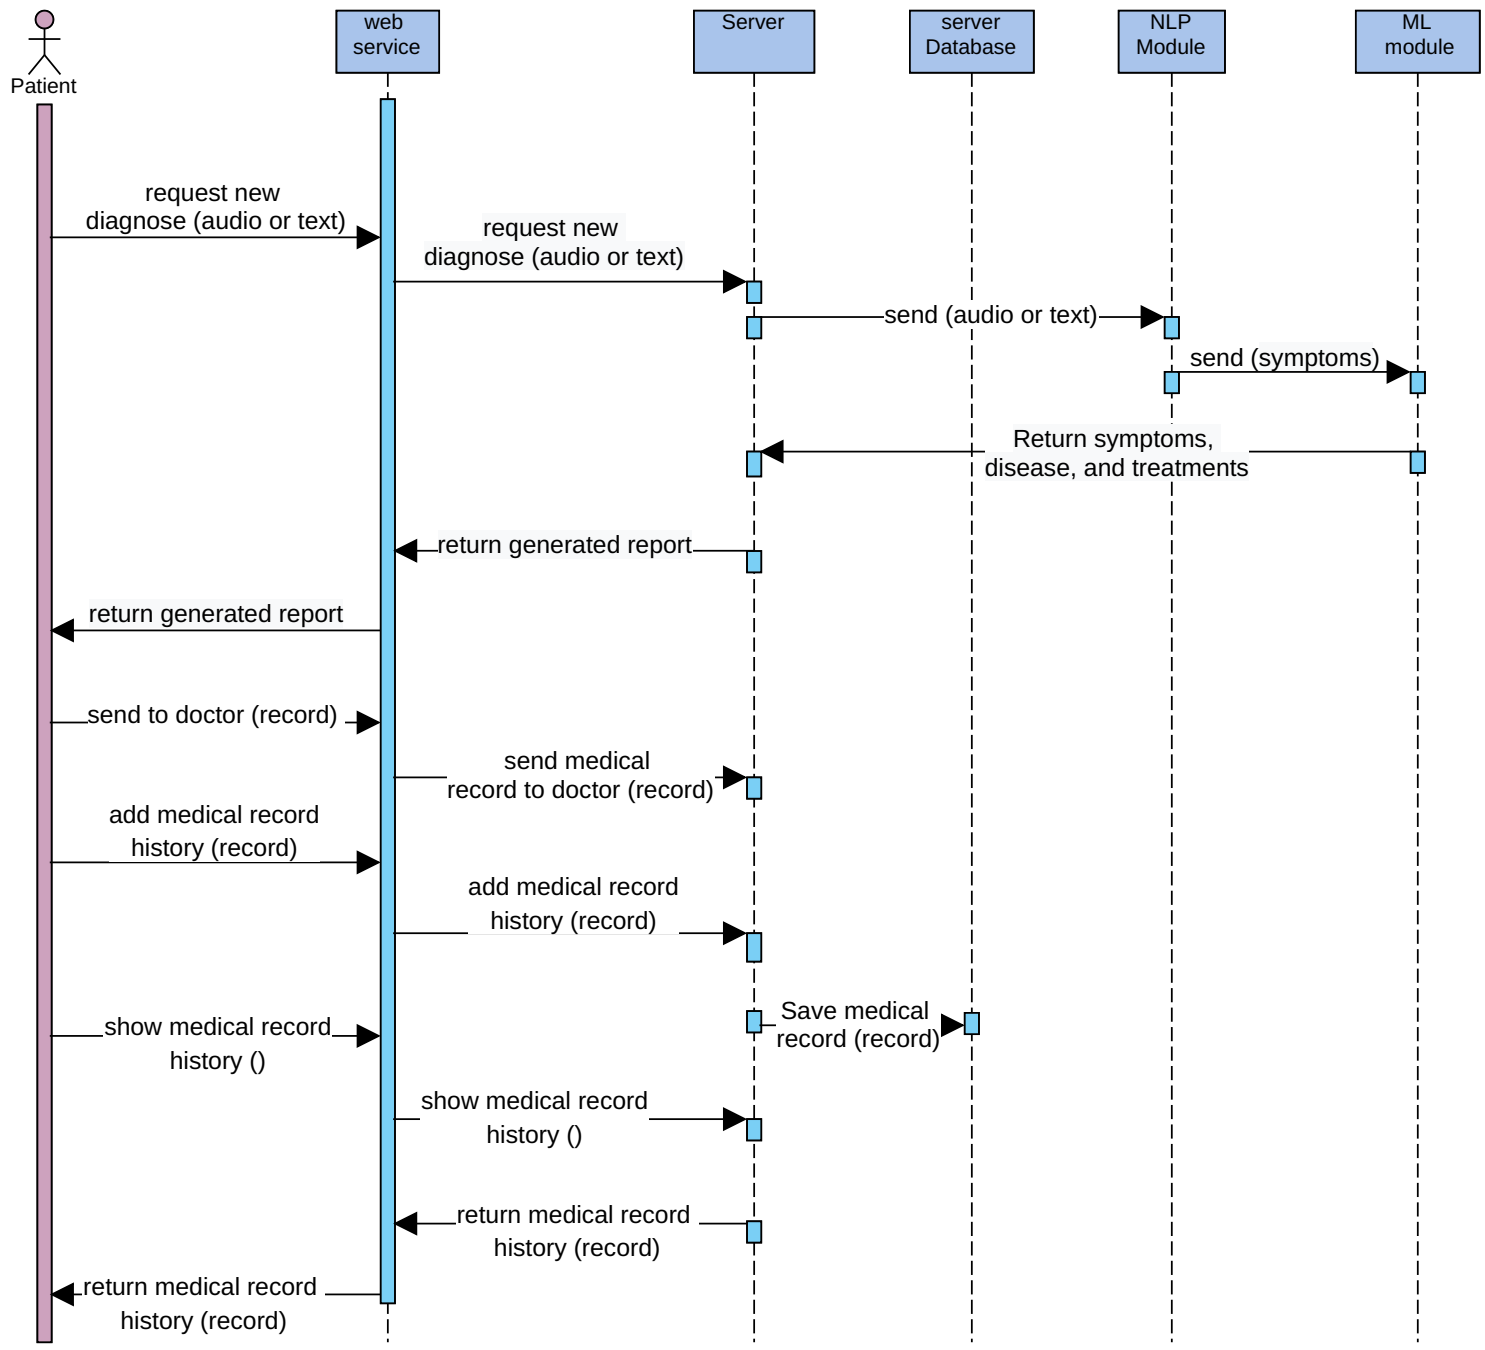 Patient
web
service
Server
server
Database
NLP
Module
ML
module
request new
diagnose (audio or text)
request new
diagnose (audio or text)
send (audio or text)
send (symptoms)
Return symptoms,
disease, and treatments
return generated report
return generated report
send to doctor (record)
send medical
record to doctor (record)
add medical record
history (record)
add medical record
history (record)
Save medical
record (record)
show medical record
history ()
show medical record
history ()
return medical record
history (record)
return medical record
history (record)